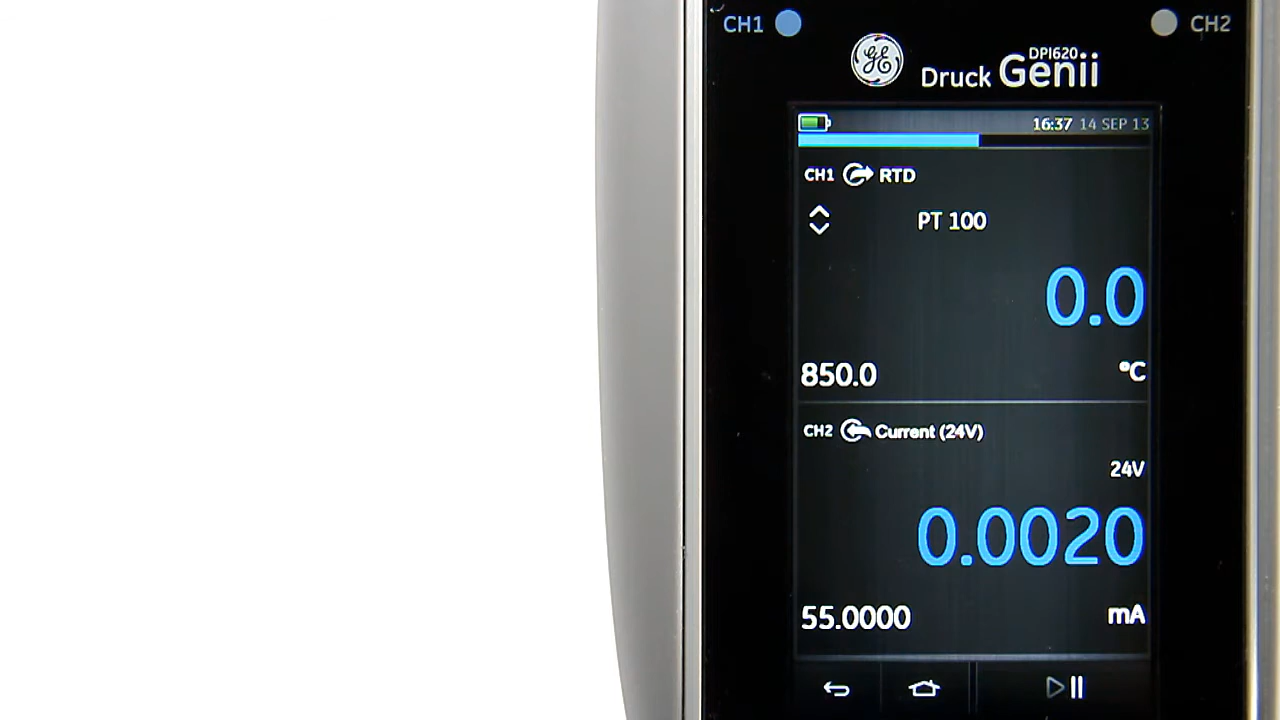 CH1 CH2
GE
DPI620
Druck Genii
16:37 14 SEP 13
CH1 RTD
PT 100
0.0
850.0 °C
CH2 Current (24V)
24V
0.0020
55.0000 mA